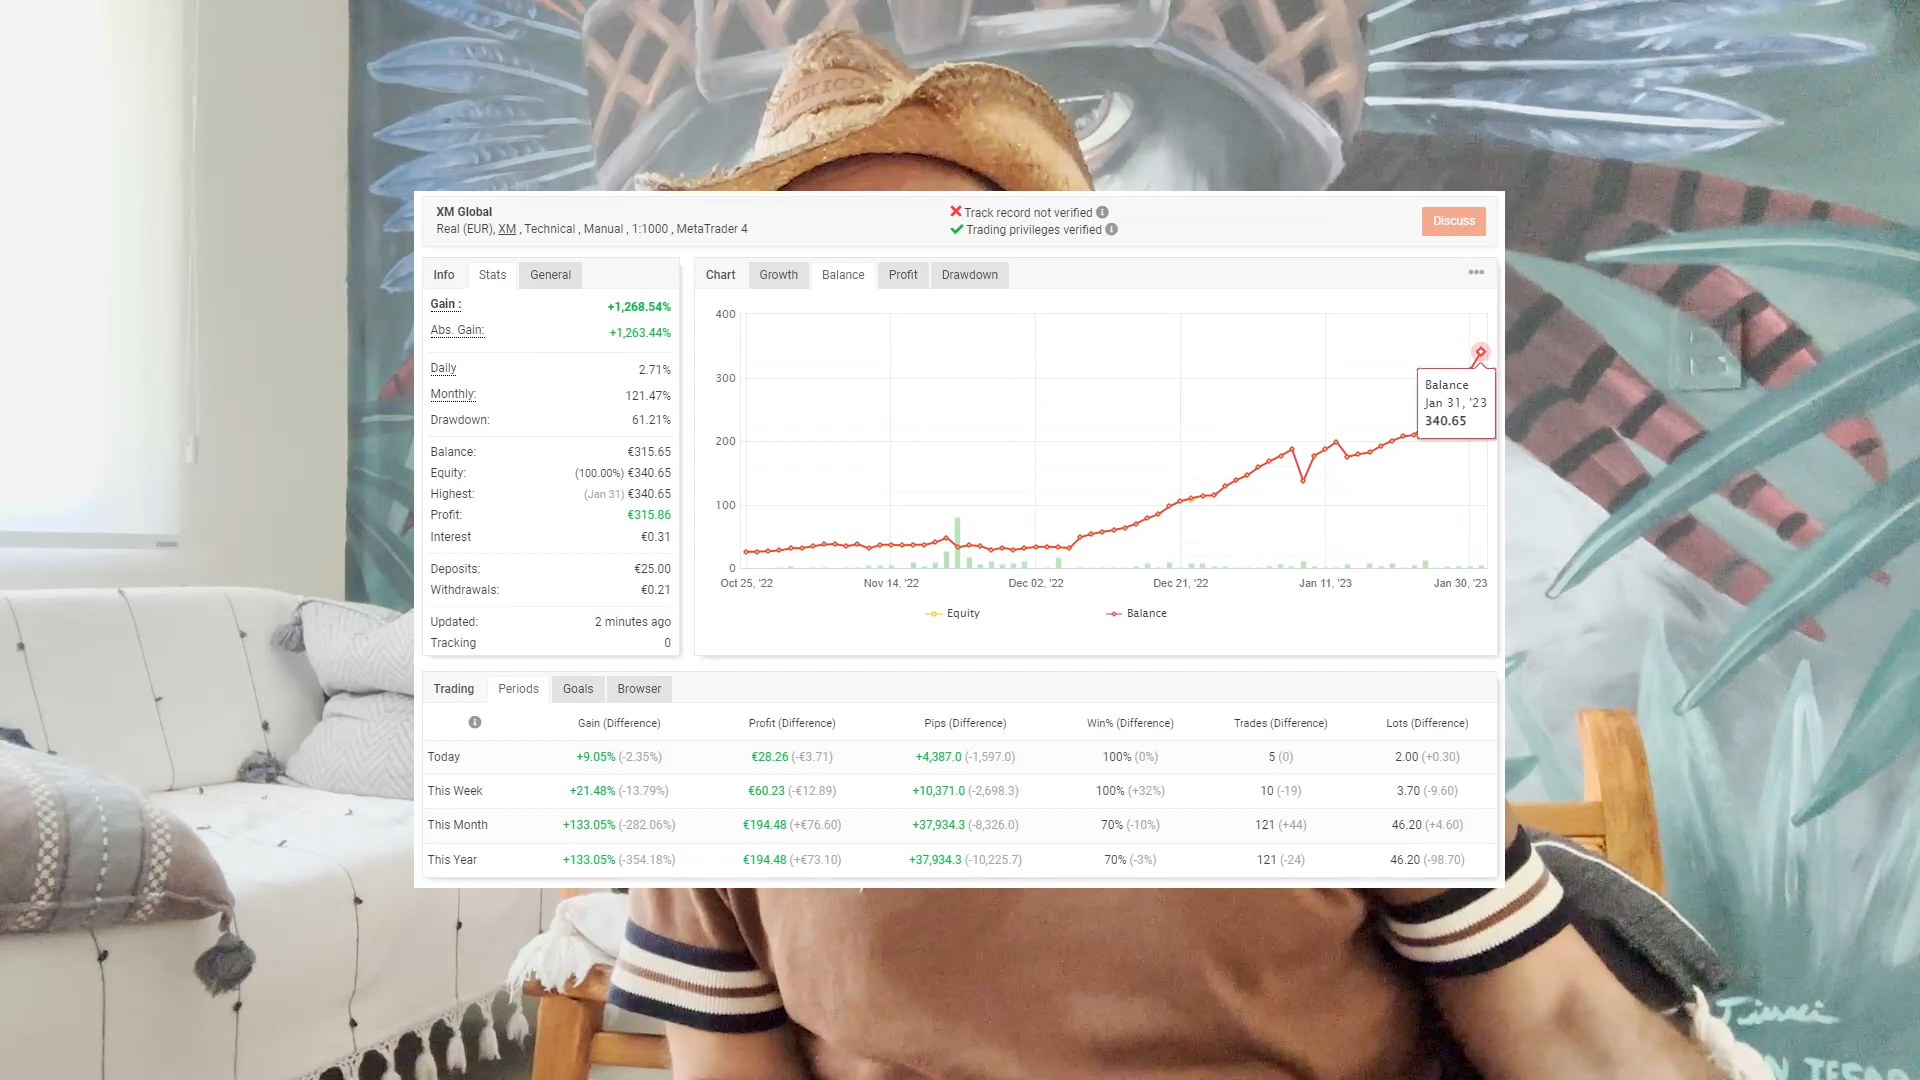 MEXICO
XM Global
Real (EUR), XM , Technical , Manual , 1:1000 , MetaTrader 4
Track record not verified
Trading privileges verified
Discuss
Info Stats General
Gain : +1,268.54%
Abs. Gain: +1,263.44%
Daily 2.71%
Monthly: 121.47%
Drawdown: 61.21%
Balance: €315.65
Equity: (100.00%) €340.65
Highest: (Jan 31) €340.65
Profit: €315.86
Interest €0.31
Deposits: €25.00
Withdrawals: €0.21
Updated: 2 minutes ago
Tracking 0
Chart Growth Balance Profit Drawdown
400
300
200
100
0
Balance
Jan 31, '23
340.65
Oct 25, '22 Nov 14, '22 Dec 02, '22 Dec 21, '22 Jan 11, '23 Jan 30, '23
Equity Balance
Trading Periods Goals Browser
Gain (Difference) Profit (Difference) Pips (Difference) Win% (Difference) Trades (Difference) Lots (Difference)
Today +9.05% (-2.35%) €28.26 (-€3.71) +4,387.0 (-1,597.0) 100% (0%) 5 (0) 2.00 (+0.30)
This Week +21.48% (-13.79%) €60.23 (-€12.89) +10,371.0 (-2,698.3) 100% (+32%) 10 (-19) 3.70 (-9.60)
This Month +133.05% (-282.06%) €194.48 (+€76.60) +37,934.3 (-8,326.0) 70% (-10%) 121 (+44) 46.20 (+4.60)
This Year +133.05% (-354.18%) €194.48 (+€73.10) +37,934.3 (-10,225.7) 70% (-3%) 121 (-24) 46.20 (-98.70)